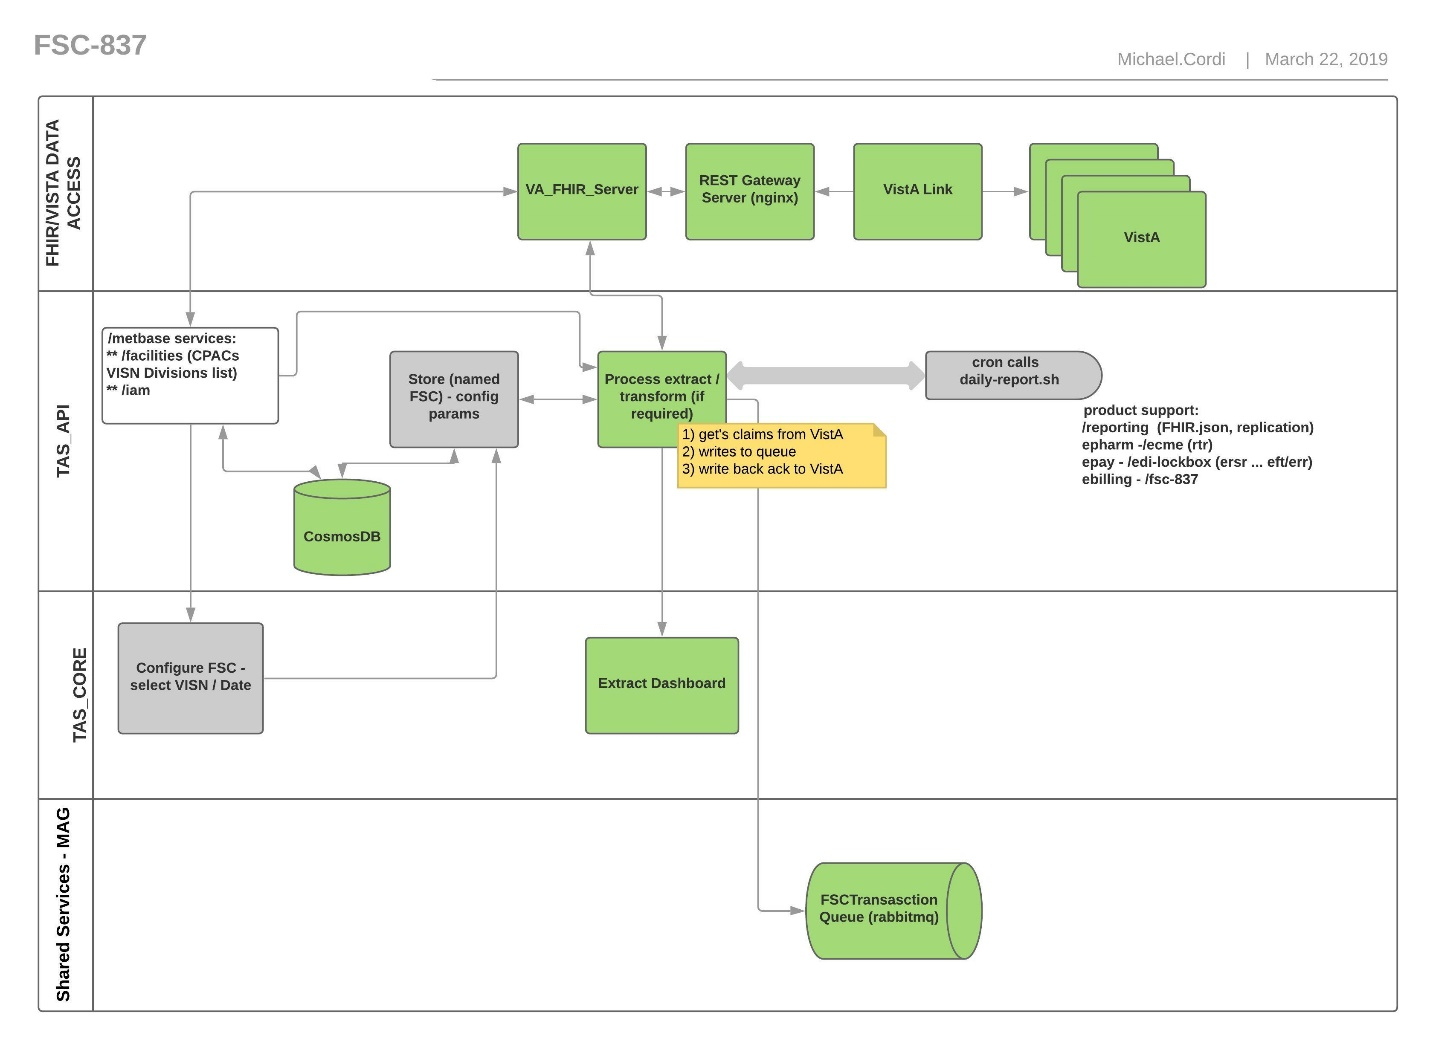 FSC-837
Michael.Cordi | March 22, 2019
FHIR/VISTA DATA
ACCESS
VA_FHIR_Server
REST Gateway
Server (nginx)
VistA Link
VistA
TAS_API
/metbase services:
** /facilities (CPACs
VISN Divisions list)
** /iam
Store (named
FSC) - config
params
Process extract /
transform (if
required)
1) get's claims from VistA
2) writes to queue
3) write back ack to VistA
cron calls
daily-report.sh
product support:
/reporting  (FHIR.json, replication)
epharm -/ecme (rtr)
epay - /edi-lockbox (ersr ... eft/err)
ebilling - /fsc-837
CosmosDB
TAS_CORE
Configure FSC -
select VISN / Date
Extract Dashboard
Shared Services - MAG
FSCTransasction
Queue (rabbitmq)